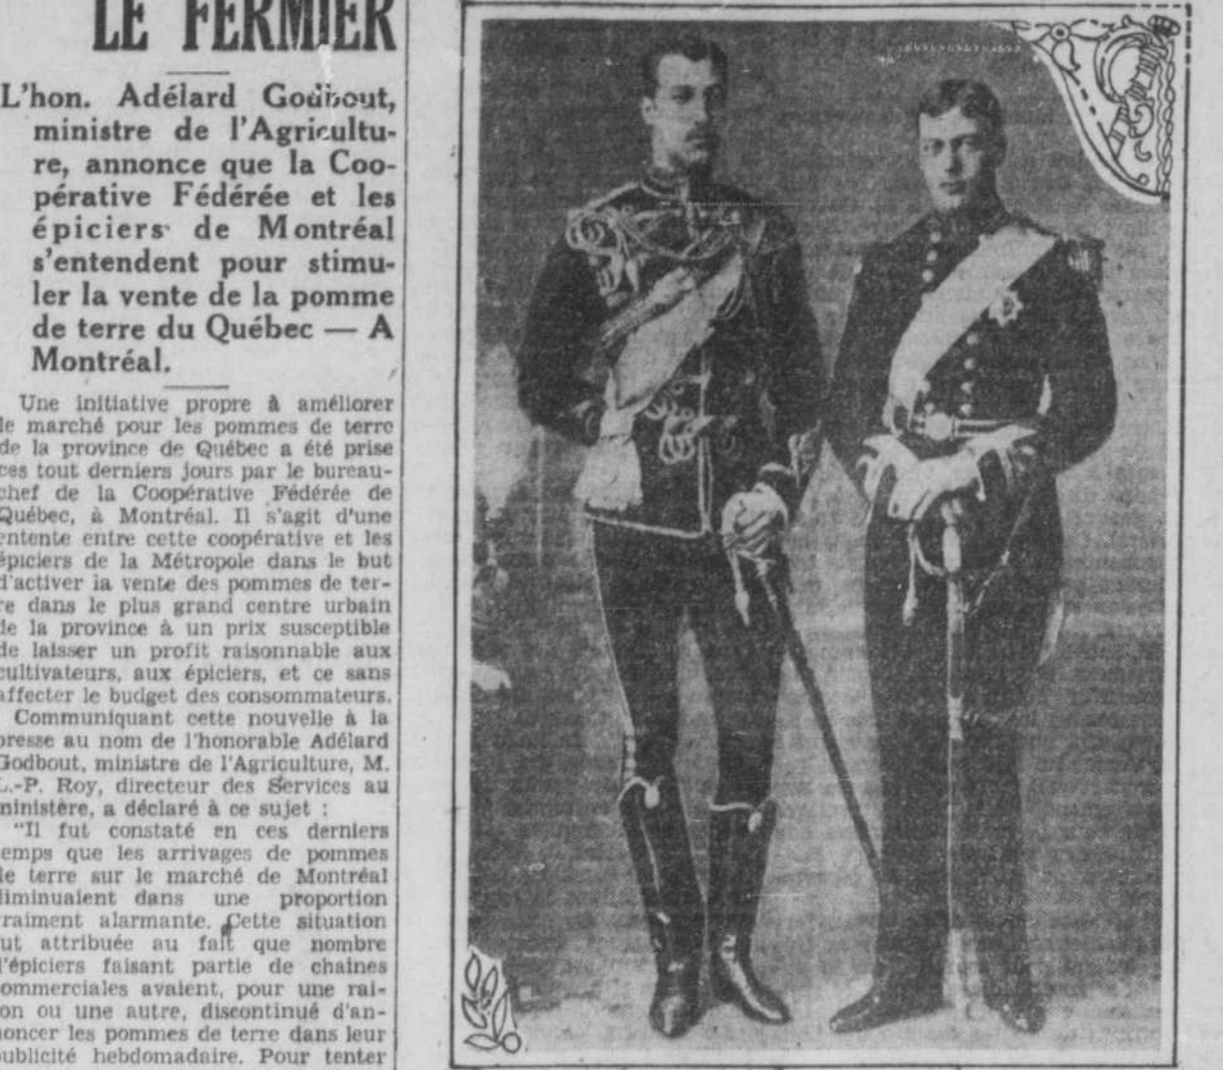 LE FERMIER
L'hon. Adélard Godbout,
ministre de l'Agricultu-
re, annonce que la Coo-
pérative Fédérée et les
épiciers de Montréal
s'entendent pour stimu-
ler la vente de la pomme
de terre du Québec — A
Montréal.
Une initiative propre à améliorer
le marché pour les pommes de terre
de la province de Québec a été prise
ces tout derniers jours par le bureau-
chef de la Coopérative Fédérée de
Québec, à Montréal. Il s'agit d'une
entente entre cette coopérative et les
épiciers de la Métropole dans le but
d'activer la vente des pommes de ter-
re dans le plus grand centre urbain
de la province à un prix susceptible
de laisser un profit raisonnable aux
cultivateurs, aux épiciers, et ce sans
affecter le budget des consommateurs.
Communiquant cette nouvelle à la
presse au nom de l'honorable Adélard
Godbout, ministre de l'Agriculture, M.
L.-P. Roy, directeur des Services au
ministère, a déclaré à ce sujet :
"Il fut constaté en ces derniers
temps que les arrivages de pommes
de terre sur le marché de Montréal
diminuaient dans une proportion
vraiment alarmante. Cette situation
fut attribuée au fait que nombre
d'épiciers faisant partie de chaînes
commerciales avaient, pour une rai-
son ou une autre, discontinué d'an-
noncer les pommes de terre dans leur
publicité hebdomadaire. Pour tenter